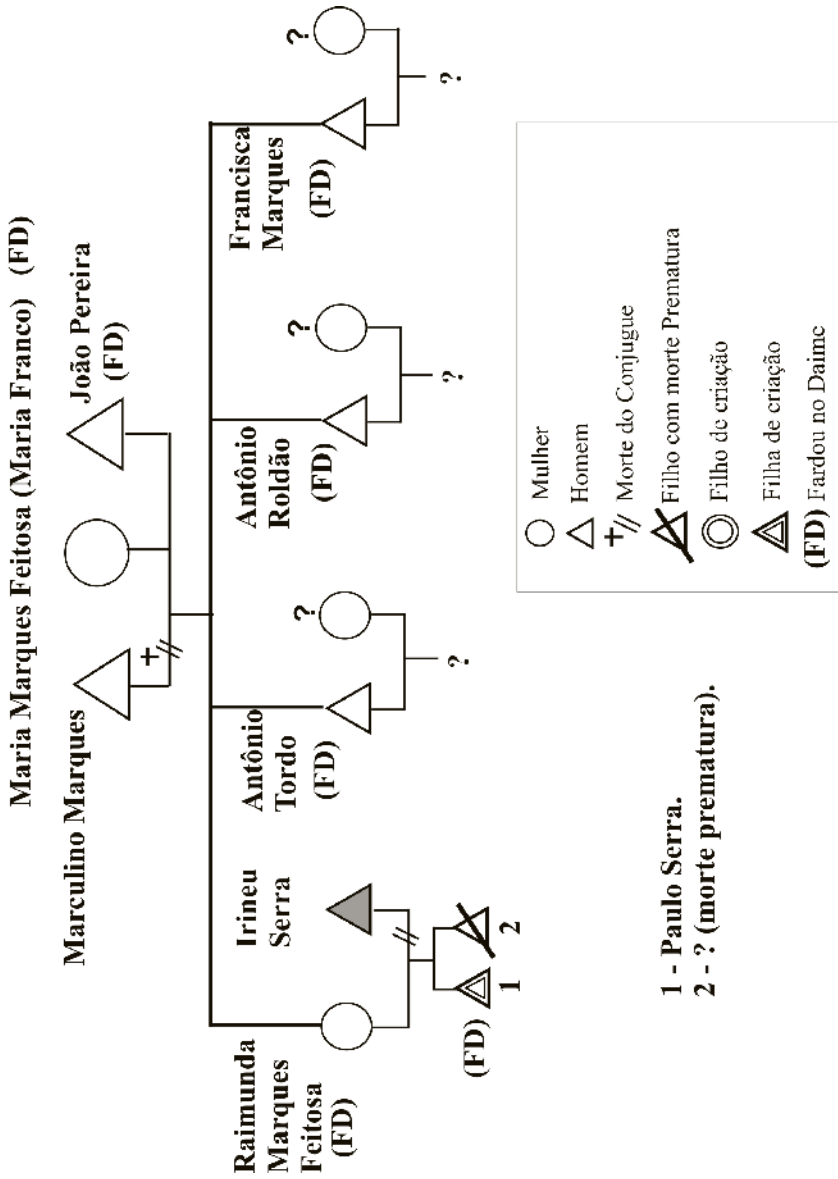 Maria Marques Feitosa (Maria Franco) (FD)
Marculino Marques
João Pereira
(FD)
+
Raimunda
Marques
Feitosa
(FD)
Irineu
Serra
Antônio
Tordo
(FD)
?
?
Antônio
Roldão
(FD)
?
?
Francisca
Marques
(FD)
?
?
(FD)
1
2
1 - Paulo Serra.
2 - ? (morte prematura).
Mulher
Homem
+// Morte do Conjugue
Filho com morte Prematura
Filho de criação
Filha de criação
(FD) Fardou no Daime